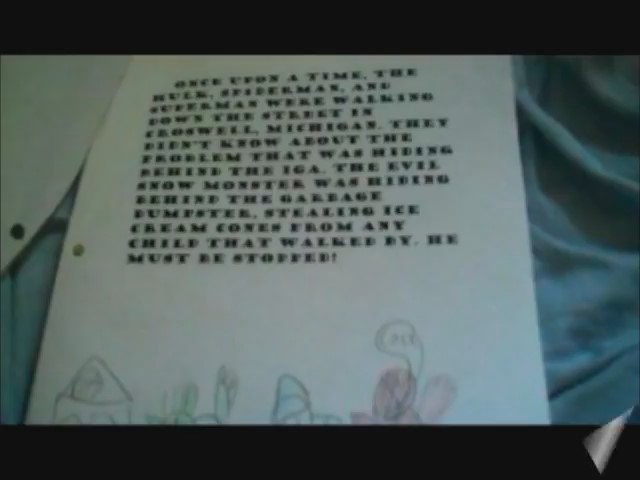 ONCE UPON A TIME, THE
HULK, SPIDERMAN, AND
SUPERMAN WERE WALKING
DOWN THE STREET IN
CROSWELL, MICHIGAN. THEY
DIDN'T KNOW ABOUT THE
PROBLEM THAT WAS HIDING
BEHIND THE IGA. THE EVIL
SNOW MONSTER WAS HIDING
BEHIND THE GARBAGE
DUMPSTER, STEALING ICE
CREAM CONES FROM ANY
CHILD THAT WALKED BY. HE
MUST BE STOPPED!